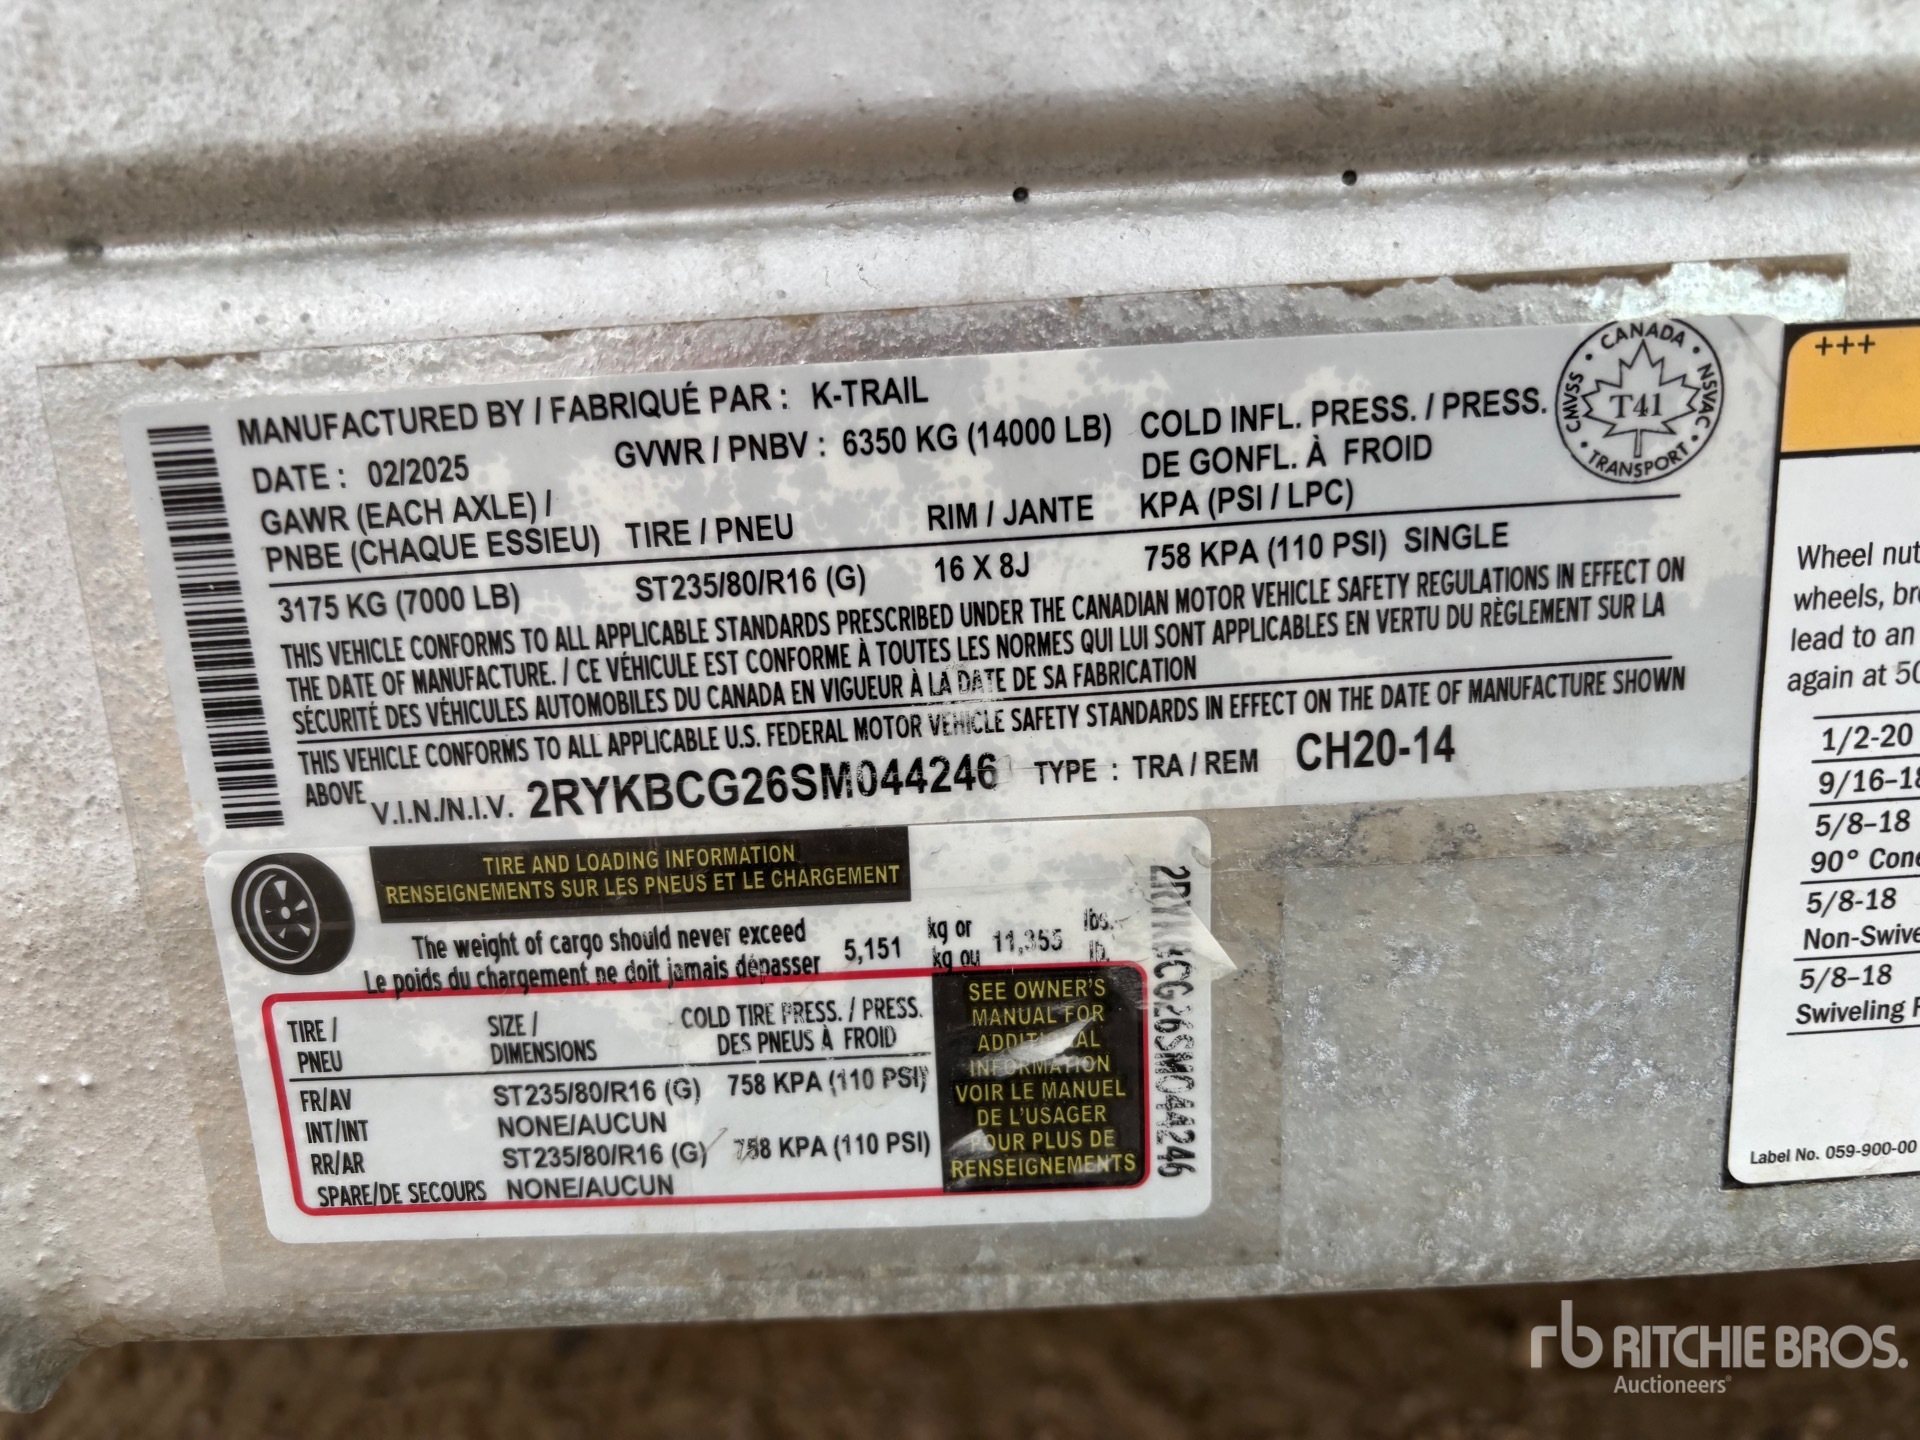 MANUFACTURED BY / FABRIQUÉ PAR : K-TRAIL
DATE : 02/2025
GVWR / PNBV : 6350 KG (14000 LB)
COLD INFL. PRESS. / PRESS.
DE GONFL. À FROID
KPA (PSI / LPC)
GAWR (EACH AXLE) /
PNBE (CHAQUE ESSIEU)
TIRE / PNEU
RIM / JANTE
3175 KG (7000 LB)
ST235/80/R16 (G)
16 X 8J
758 KPA (110 PSI) SINGLE
CANADA
CMVSS
T41
NSVAC
TRANSPORT
THIS VEHICLE CONFORMS TO ALL APPLICABLE STANDARDS PRESCRIBED UNDER THE CANADIAN MOTOR VEHICLE SAFETY REGULATIONS IN EFFECT ON
THE DATE OF MANUFACTURE. / CE VÉHICULE EST CONFORME À TOUTES LES NORMES QUI LUI SONT APPLICABLES EN VERTU DU RÈGLEMENT SUR LA
SÉCURITÉ DES VÉHICULES AUTOMOBILES DU CANADA EN VIGUEUR À LA DATE DE SA FABRICATION
THIS VEHICLE CONFORMS TO ALL APPLICABLE U.S. FEDERAL MOTOR VEHICLE SAFETY STANDARDS IN EFFECT ON THE DATE OF MANUFACTURE SHOWN
ABOVE
V.I.N./N.I.V. 2RYKBCG26SM044246 TYPE : TRA / REM CH20-14
TIRE AND LOADING INFORMATION
RENSEIGNEMENTS SUR LES PNEUS ET LE CHARGEMENT
The weight of cargo should never exceed
Le poids du chargement ne doit jamais dépasser
5,151
kg or
kg ou
11,355
lbs.
lb.
TIRE /
PNEU
SIZE /
DIMENSIONS
COLD TIRE PRESS. / PRESS.
DES PNEUS À FROID
FR/AV ST235/80/R16 (G) 758 KPA (110 PSI)
INT/INT NONE/AUCUN
RR/AR ST235/80/R16 (G) 758 KPA (110 PSI)
SPARE/DE SECOURS NONE/AUCUN
SEE OWNER'S
MANUAL FOR
ADDITIONAL
INFORMATION
VOIR LE MANUEL
DE L'USAGER
POUR PLUS DE
RENSEIGNEMENTS
2RYKBCG26SM044246
+++
Wheel nut
wheels, br
lead to an
again at 50
1/2-20
9/16-18
5/8-18
90° Cone
5/8-18
Non-Swive
5/8-18
Swiveling F
Label No. 059-900-00
rb RITCHIE BROS.
Auctioneers